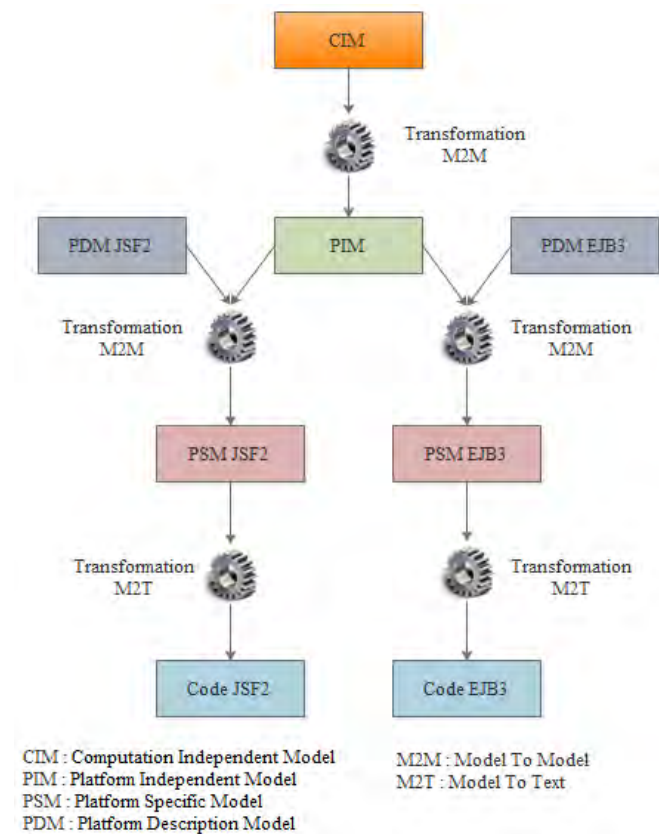 CIM
Transformation
M2M
PDM JSF2
PIM
PDM EJB3
Transformation
M2M
Transformation
M2M
PSM JSF2
PSM EJB3
Transformation
M2T
Transformation
M2T
Code JSF2
Code EJB3
CIM : Computation Independent Model
PIM : Platform Independent Model
PSM : Platform Specific Model
PDM : Platform Description Model
M2M : Model To Model
M2T : Model To Text